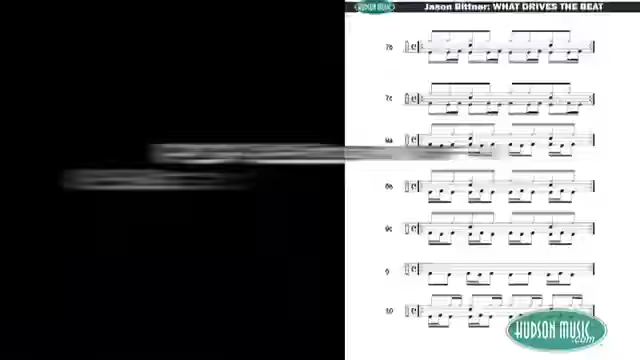 HUDSON MUSIC
Jason Bittner: WHAT DRIVES THE BEAT
7b
7c
8a
8b
8c
9
10
HUDSON MUSIC
.com